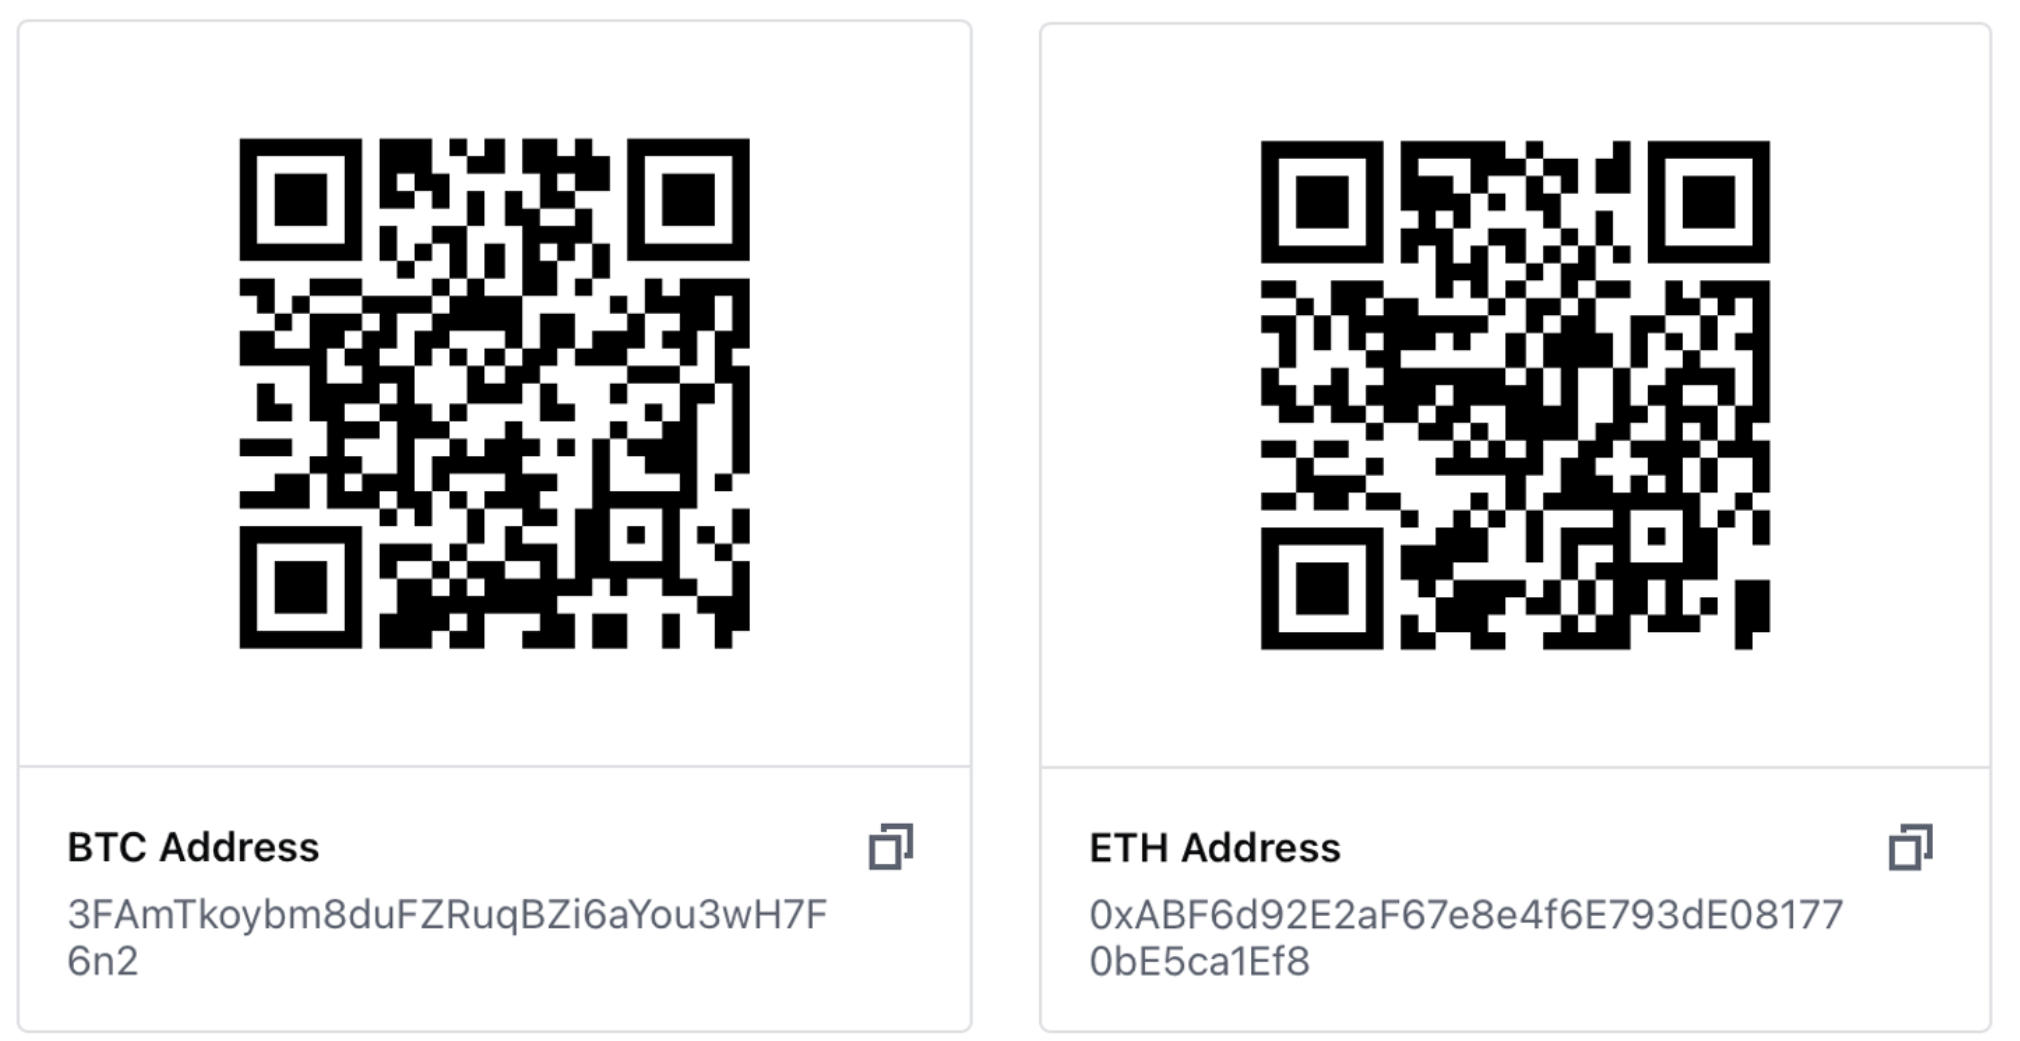 BTC Address
3FAmTkoybm8duFZRuqBZi6aYou3wH7F
6n2
ETH Address
0xABF6d92E2aF67e8e4f6E793dE08177
0bE5ca1Ef8